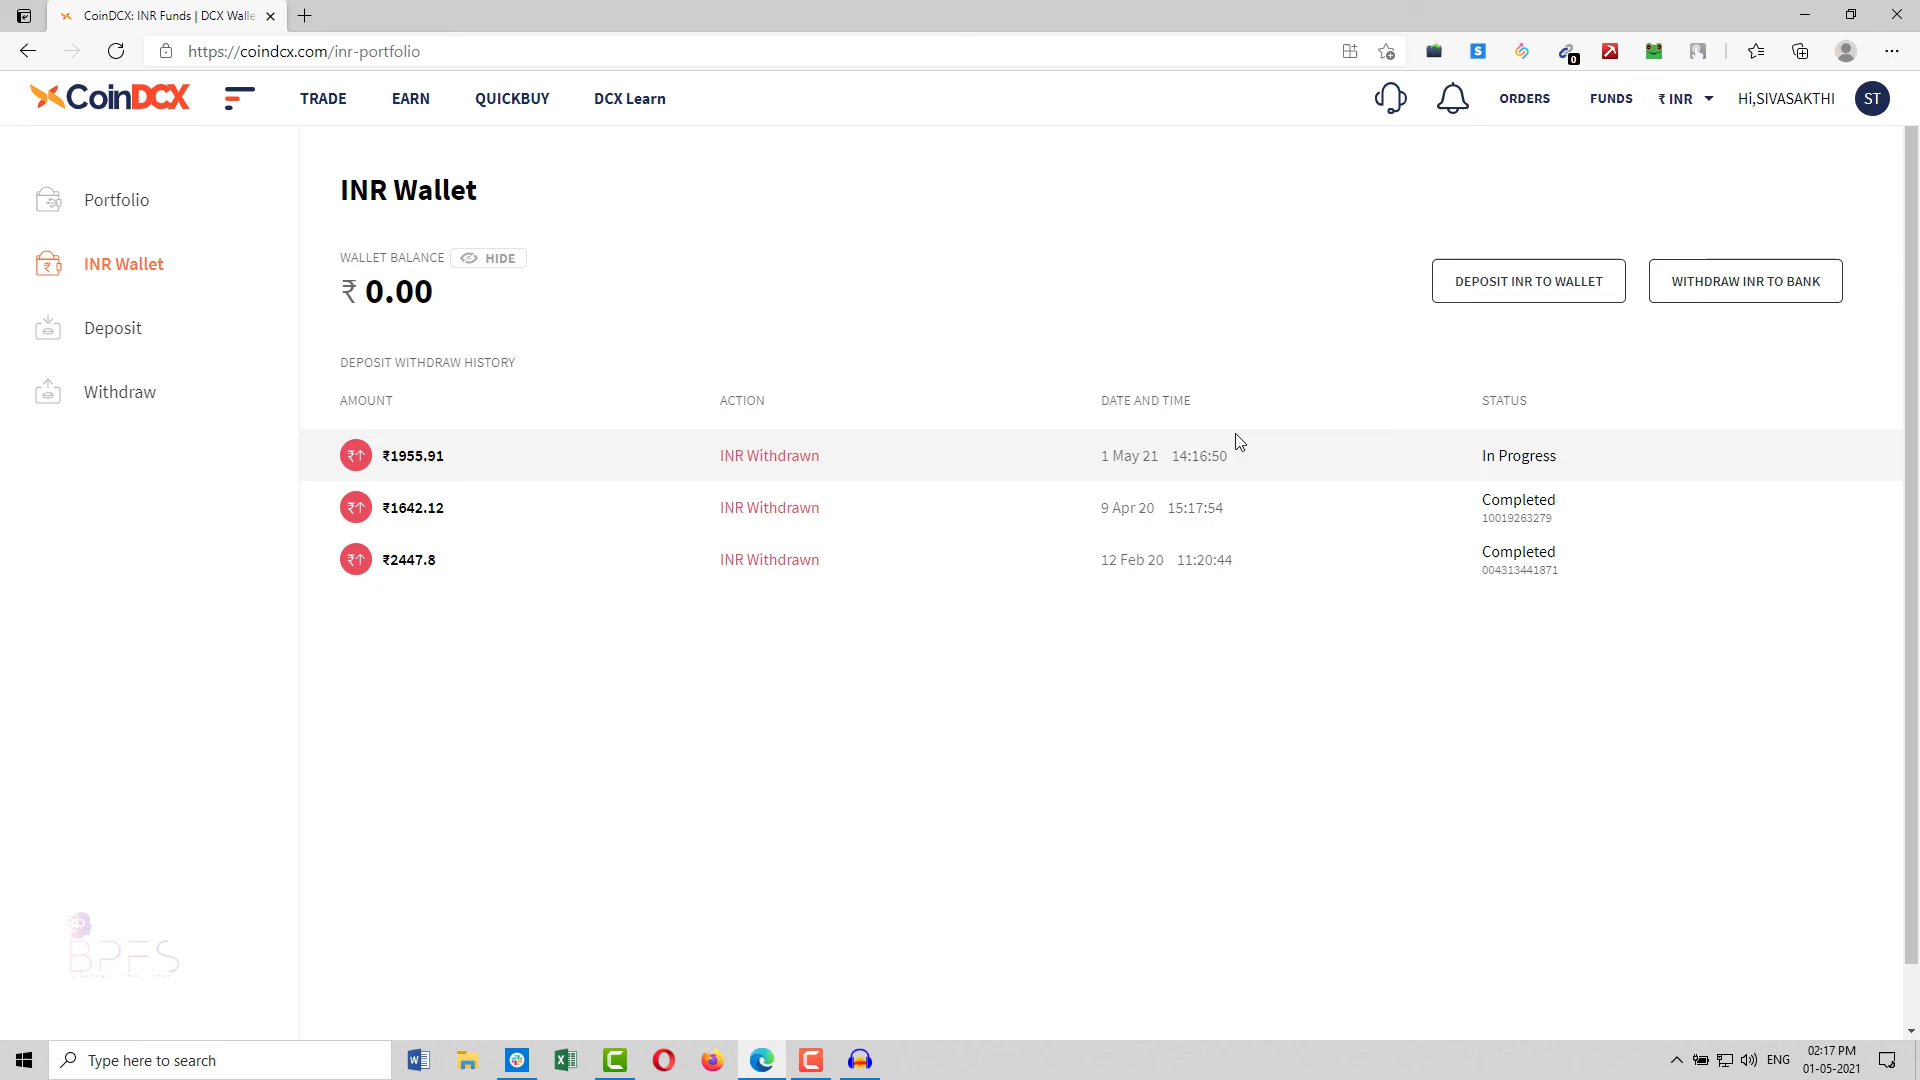 CoinDCX: INR Funds | DCX Walle
https://coindcx.com/inr-portfolio
S
0
CoinDCX
TRADE
EARN
QUICKBUY
DCX Learn
ORDERS
FUNDS
₹ INR
Hi,SIVASAKTHI
ST
Portfolio
INR Wallet
Deposit
Withdraw
INR Wallet
WALLET BALANCE
HIDE
₹ 0.00
DEPOSIT INR TO WALLET
WITHDRAW INR TO BANK
DEPOSIT WITHDRAW HISTORY
AMOUNT ACTION DATE AND TIME STATUS
₹1955.91 INR Withdrawn 1 May 21 14:16:50 In Progress
₹1642.12 INR Withdrawn 9 Apr 20 15:17:54 Completed
10019263279
₹2447.8 INR Withdrawn 12 Feb 20 11:20:44 Completed
004313441871
BPFS
Type here to search
ENG
02:17 PM
01-05-2021